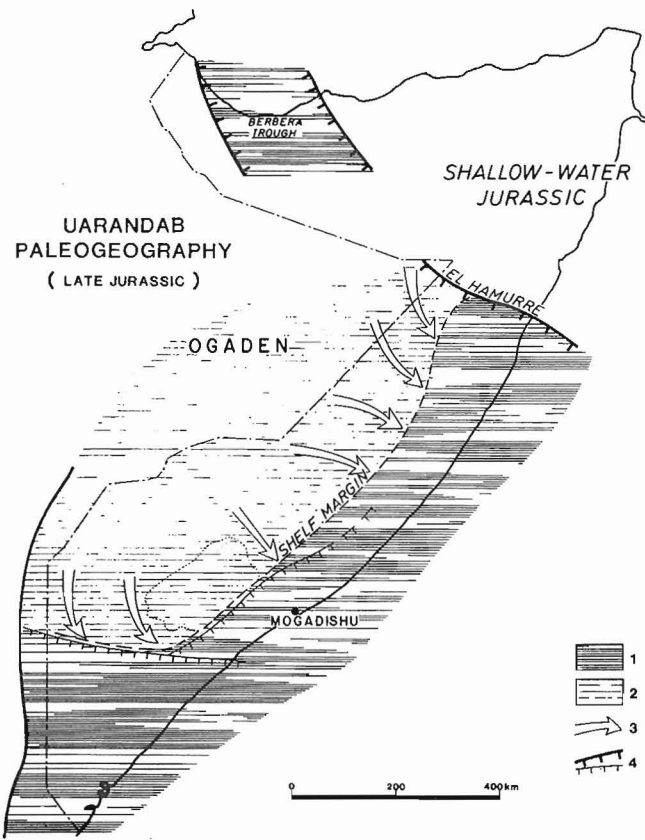 BERBERA
TROUGH
SHALLOW-WATER
JURASSIC
UARANDAB
PALEOGEOGRAPHY
( LATE JURASSIC )
EL HAMURRE
OGADEN
SHELF MARGIN
MOGADISHU
1
2
3
4
0 200 400km